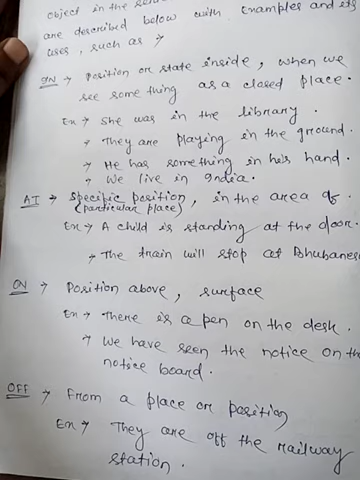 object in the
are described below with Examples and its
uses, such as →
IN → Position or state inside, when we
see something as a closed place.
Ex → She was in the library.
→ They are playing in the ground.
→ He has something in his hand.
→ We live in India.
AT → Specific position, in the area of.
(particular place)
Ex → A child is standing at the door.
→ The train will stop at Bhubanes
ON → Position above, surface
Ex → There is a pen on the desk.
→ We have seen the notice on the
notice board.
OFF → From a place or position
Ex → They are off the railway
station.